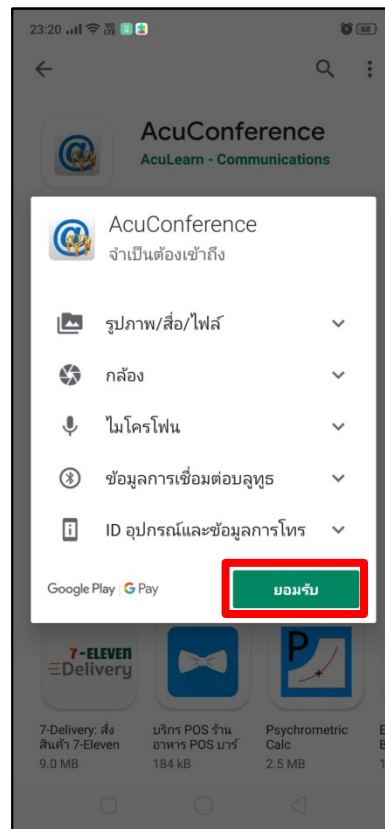 23:20
68
AcuConference
AcuLearn - Communications
AcuConference
จำเป็นต้องเข้าถึง
รูปภาพ/สื่อ/ไฟล์
กล้อง
ไมโครโฟน
ข้อมูลการเชื่อมต่อบลูทูธ
ID อุปกรณ์และข้อมูลการโทร
Google Play G Pay
ยอมรับ
7-ELEVEN
Delivery
7-Delivery: สั่ง
สินค้า 7-Eleven
9.0 MB
บริกร POS ร้าน
อาหาร POS บาร์
184 kB
P
Psychrometric
Calc
2.5 MB